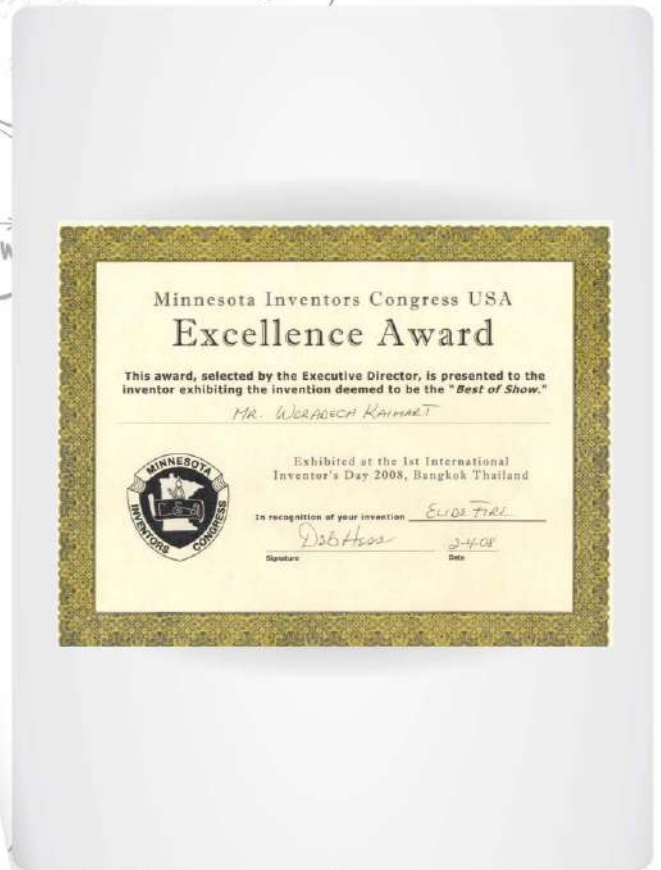 Minnesota Inventors Congress USA
Excellence Award
This award, selected by the Executive Director, is presented to the
inventor exhibiting the invention deemed to be the "Best of Show."
MR. WORADECH KAIMART
MINNESOTA
INVENTORS CONGRESS
Exhibited at the 1st International
Inventor's Day 2008, Bangkok Thailand
In recognition of your invention ELIDE FIRE
Deb Hess 2-4-08
Signature Date